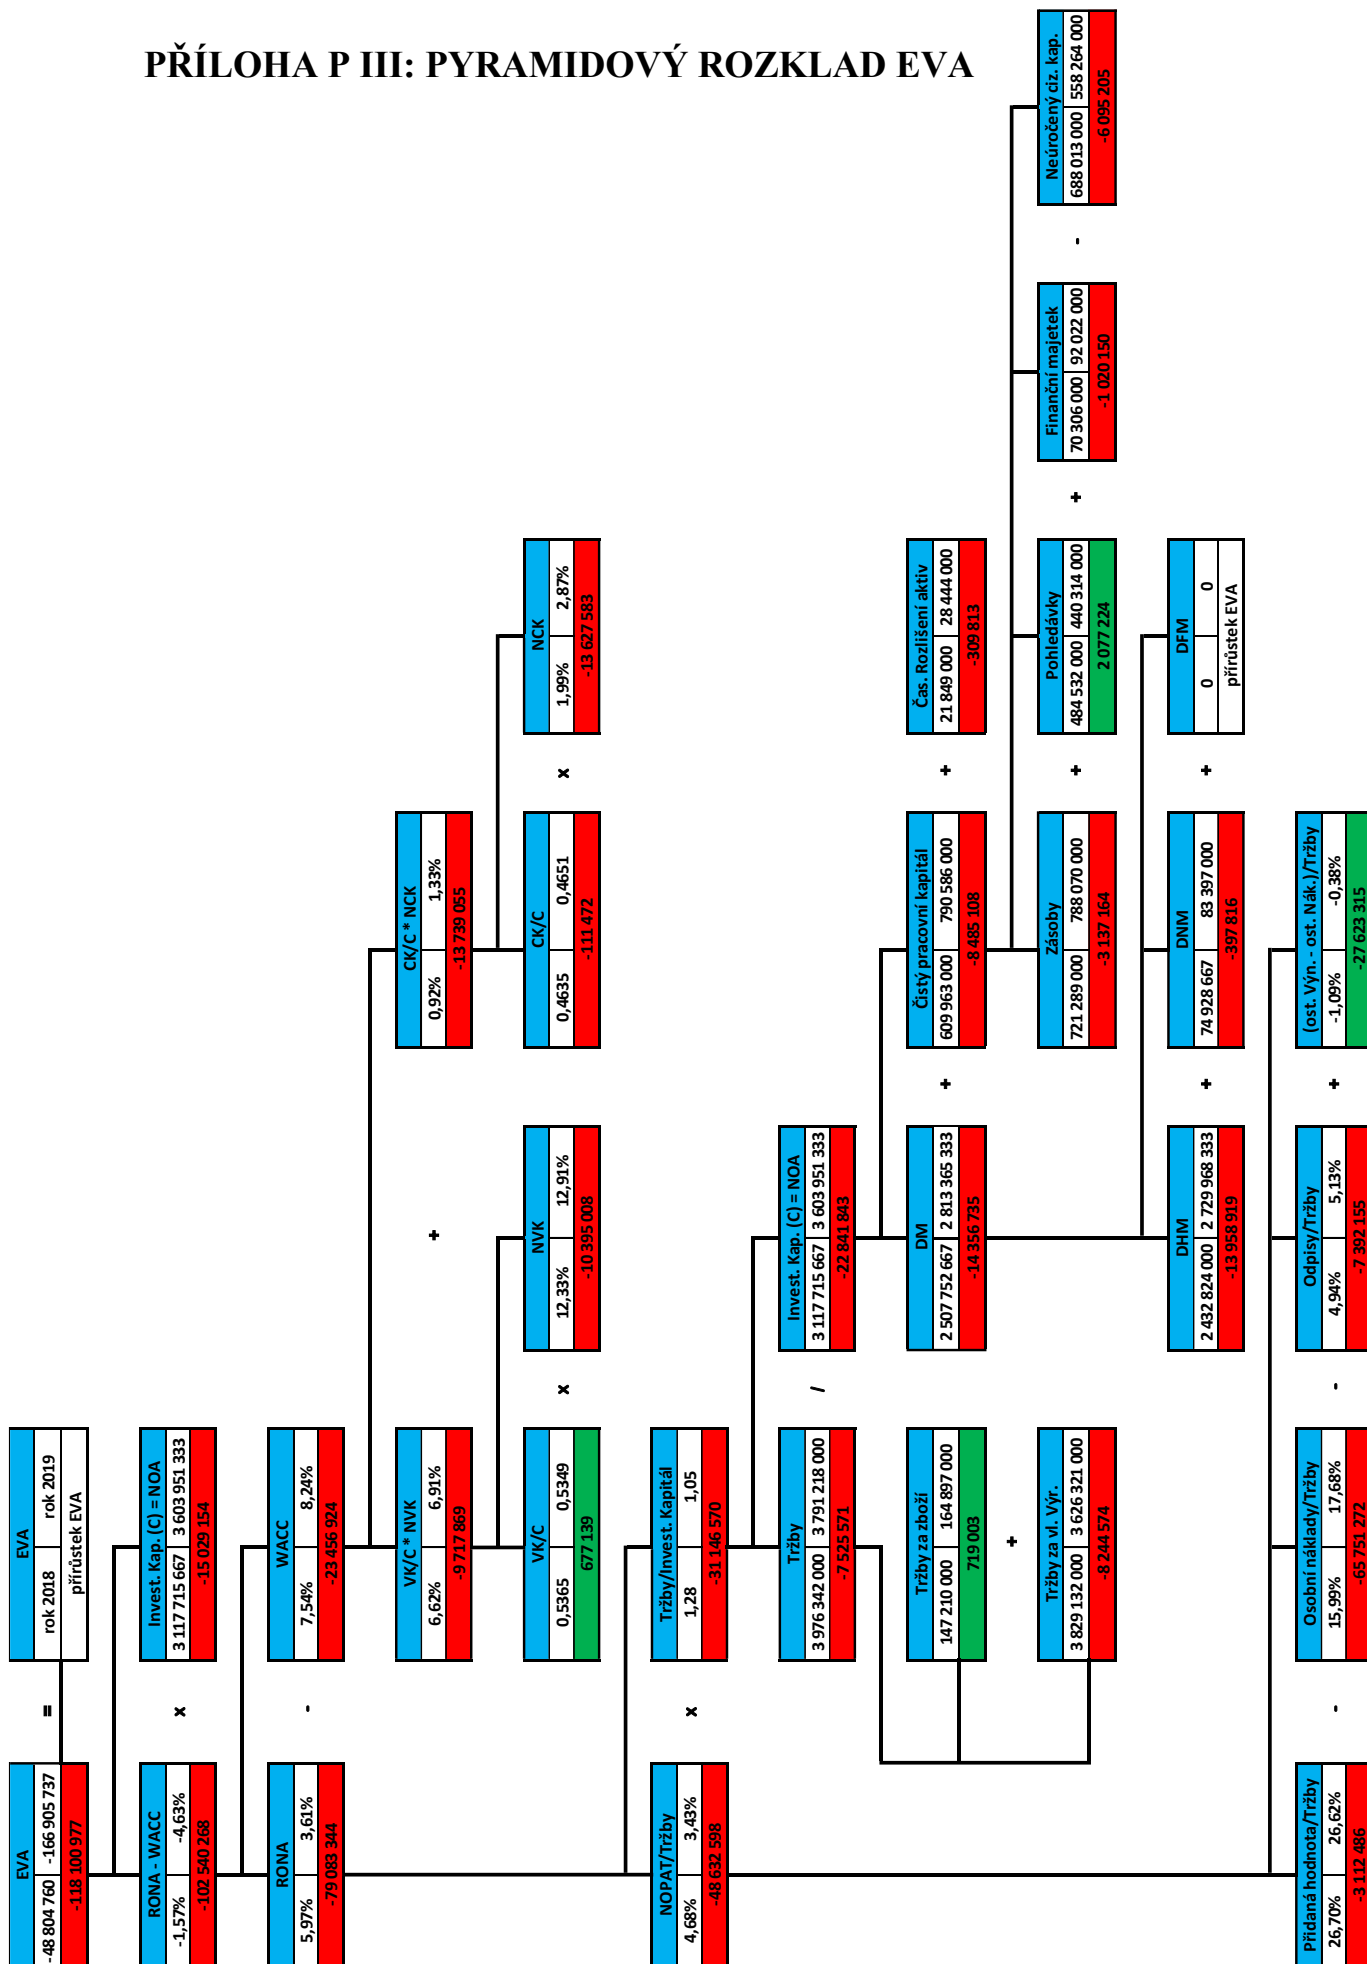 PŘÍLOHA P III: PYRAMIDOVÝ ROZKLAD EVA
EVA
-48 804 760 -166 905 737
-118 100 977
=
EVA
rok 2018 rok 2019
přírůstek EVA
RONA - WACC
-1,57% -4,63%
-102 540 268
x
Invest. Kap. (C) = NOA
3 117 715 667 3 603 951 333
-15 029 154
RONA
5,97% 3,61%
-79 083 344
-
WACC
7,54% 8,24%
-23 456 924
VK/C * NVK
6,62% 6,91%
-9 717 869
+
CK/C * NCK
0,92% 1,33%
-13 739 055
VK/C
0,5365 0,5349
677 139
x
NVK
12,33% 12,91%
-10 395 008
CK/C
0,4635 0,4651
-111 472
x
NCK
1,99% 2,87%
-13 627 583
NOPAT/Tržby
4,68% 3,43%
-48 632 598
x
Tržby/Invest. Kapitál
1,28 1,05
-31 146 570
Tržby
3 976 342 000 3 791 218 000
-7 525 571
/
Invest. Kap. (C) = NOA
3 117 715 667 3 603 951 333
-22 841 843
Tržby za zboží
147 210 000 164 897 000
719 003
DM
2 507 752 667 2 813 365 333
-14 356 735
+
Čistý pracovní kapitál
609 963 000 790 586 000
-8 485 108
+
Čas. Rozlišení aktiv
21 849 000 28 444 000
-309 813
+
Tržby za vl. Výr.
3 829 132 000 3 626 321 000
-8 244 574
Zásoby
721 289 000 788 070 000
-3 137 164
+
Pohledávky
484 532 000 440 314 000
2 077 224
+
Finanční majetek
70 306 000 92 022 000
-1 020 150
-
Neúročený ciz. kap.
688 013 000 558 264 000
-6 095 205
DHM
2 432 824 000 2 729 968 333
-13 958 919
+
DNM
74 928 667 83 397 000
-397 816
+
DFM
0 0
přírůstek EVA
Přidaná hodnota/Tržby
26,70% 26,62%
-3 112 486
-
Osobní náklady/Tržby
15,99% 17,68%
-65 751 272
-
Odpisy/Tržby
4,94% 5,13%
-7 392 155
+
(ost. Výn. - ost. Nák.)/Tržby
-1,09% -0,38%
-27 623 315